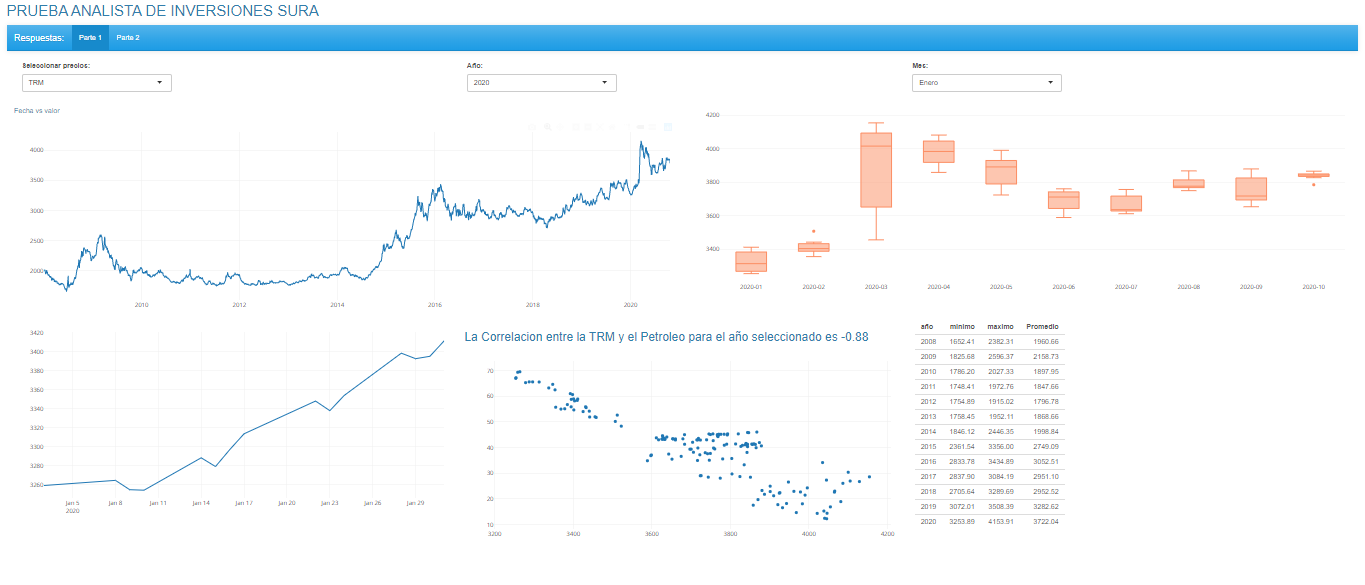 PRUEBA ANALISTA DE INVERSIONES SURA
Respuestas: Parte 1 Parte 2
Seleccionar precios: Año: Mes:
TRM 2020 Enero
Fecha vs valor
4000
3500
3000
2500
2000
2010 2012 2014 2016 2018 2020
4200
4000
3800
3600
3400
2020-01 2020-02 2020-03 2020-04 2020-05 2020-06 2020-07 2020-08 2020-09 2020-10
3420
3400
3380
3360
3340
3320
3300
3280
3260
Jan 5 Jan 8 Jan 11 Jan 14 Jan 17 Jan 20 Jan 23 Jan 26 Jan 29
2020
La Correlacion entre la TRM y el Petroleo para el año seleccionado es -0.88
70
60
50
40
30
20
10
3200 3400 3600 3800 4000 4200
año minimo maximo Promedio
2008 1652.41 2382.31 1960.66
2009 1825.68 2596.37 2158.73
2010 1786.20 2027.33 1897.95
2011 1748.41 1972.76 1847.66
2012 1754.89 1915.02 1796.78
2013 1758.45 1952.11 1868.66
2014 1846.12 2446.35 1998.84
2015 2361.54 3356.00 2749.09
2016 2833.78 3434.89 3052.51
2017 2837.90 3084.19 2951.10
2018 2705.64 3289.69 2952.52
2019 3072.01 3508.39 3282.62
2020 3253.89 4153.91 3722.04